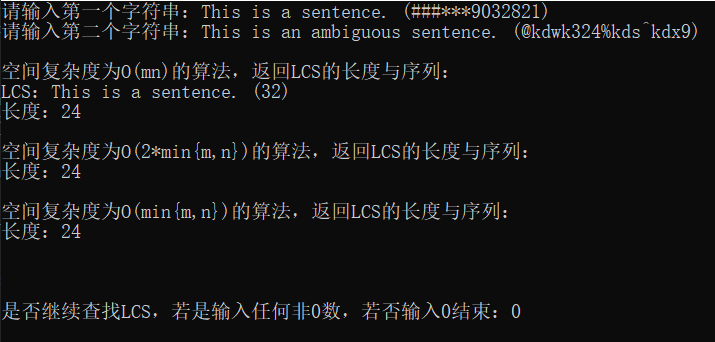 请输入第一个字符串：This is a sentence. (###***9032821)
请输入第二个字符串：This is an ambiguous sentence. (@kdwk324%kds^kdx9)
空间复杂度为O(mn)的算法，返回LCS的长度与序列：
LCS：This is a sentence. (32)
长度：24
空间复杂度为O(2*min{m,n})的算法，返回LCS的长度与序列：
长度：24
空间复杂度为O(min{m,n})的算法，返回LCS的长度与序列：
长度：24
是否继续查找LCS，若是输入任何非0数，若否输入0结束：0